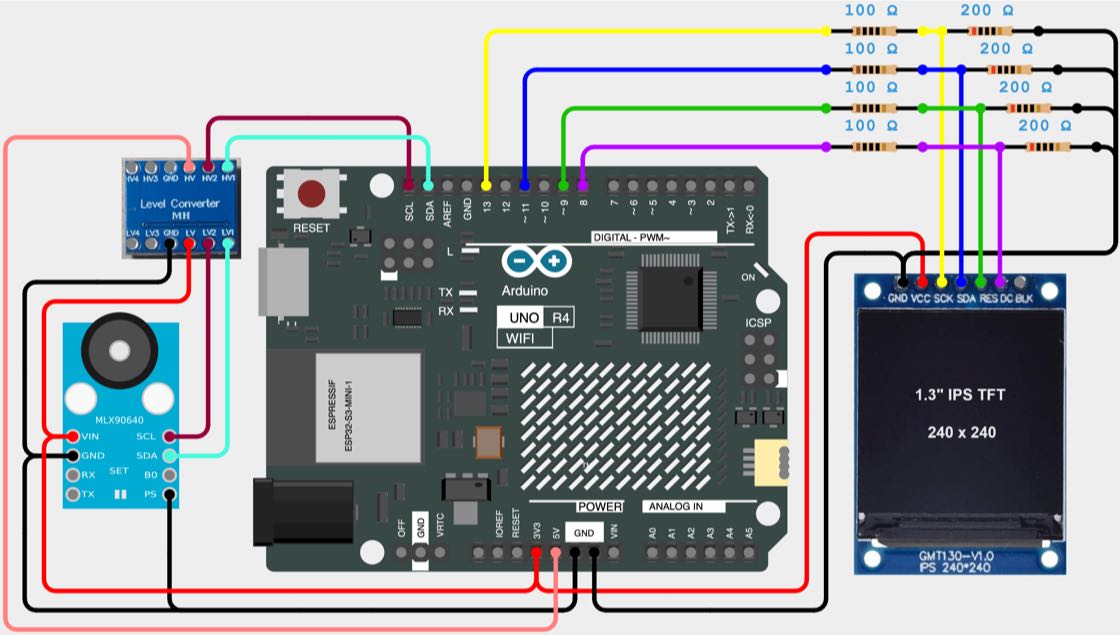 100 Ω 200 Ω
100 Ω 200 Ω
100 Ω 200 Ω
100 Ω 200 Ω
HV4 HV3 GND HV HV2 HV1
Level Converter
MH
LV4 LV3 GND LV LV2 LV1
RESET
SCL SDA AREF GND 13 12 ~11 ~10 ~9 8 7 ~6 ~5 4 ~3 2 TX->1 RX<-0
DIGITAL - PWM~
L
TX
RX
Arduino
UNO R4
WIFI
ON
ICSP
ESPRESSIF
ESP32-S3-MINI-1
POWER
ANALOG IN
OFF GND VRTC IOREF RESET 3V3 5V GND VIN A0 A1 A2 A3 A4 A5
MLX90640
VIN SCL
GND SDA
RX SET B0
TX PS
GND VCC SCK SDA RES DC BLK
1.3" IPS TFT
240 x 240
GMT130-V1.0
IPS 240*240